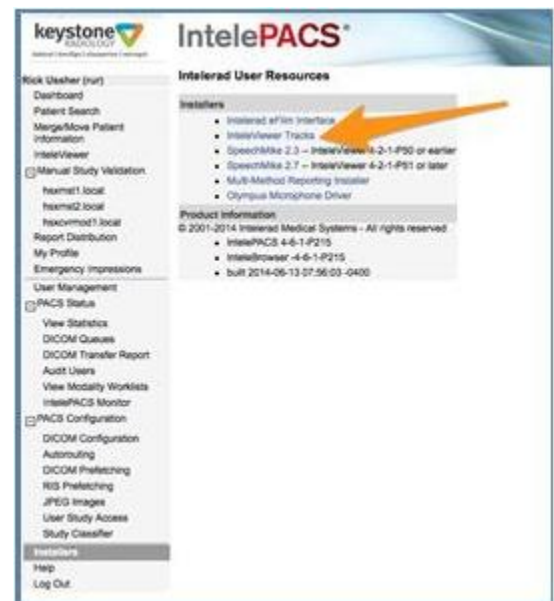 keystone
RADIOLOGY
IntelePACS
Rick Ussher (rur)
Dashboard
Patient Search
Merge/Move Patient
Information
InteleViewer
Manual Study Validation
hsxmst1.local
hsxmst2.local
hsxcvrmod1.local
Report Distribution
My Profile
Emergency Impressions
User Management
PACS Status
View Statistics
DICOM Queues
DICOM Transfer Report
Audit Users
View Modality Worklists
IntelePACS Monitor
PACS Configuration
DICOM Configuration
Autorouting
DICOM Prefetching
RIS Prefetching
JPEG Images
User Study Access
Study Classifier
Installers
Help
Log Out
Intelerad User Resources
Installers
Intelerad eFilm Interface
InteleViewer Tracks
SpeechMike 2.3 -- InteleViewer 4-2-1-P50 or earlier
SpeechMike 2.7 -- InteleViewer 4-2-1-P51 or later
Multi-Method Reporting Installer
Olympus Microphone Driver
Product Information
© 2001-2014 Intelerad Medical Systems - All rights reserved
IntelePACS 4-6-1-P215
InteleBrowser -4-6-1-P215
built 2014-06-13 07:56:03 -0400